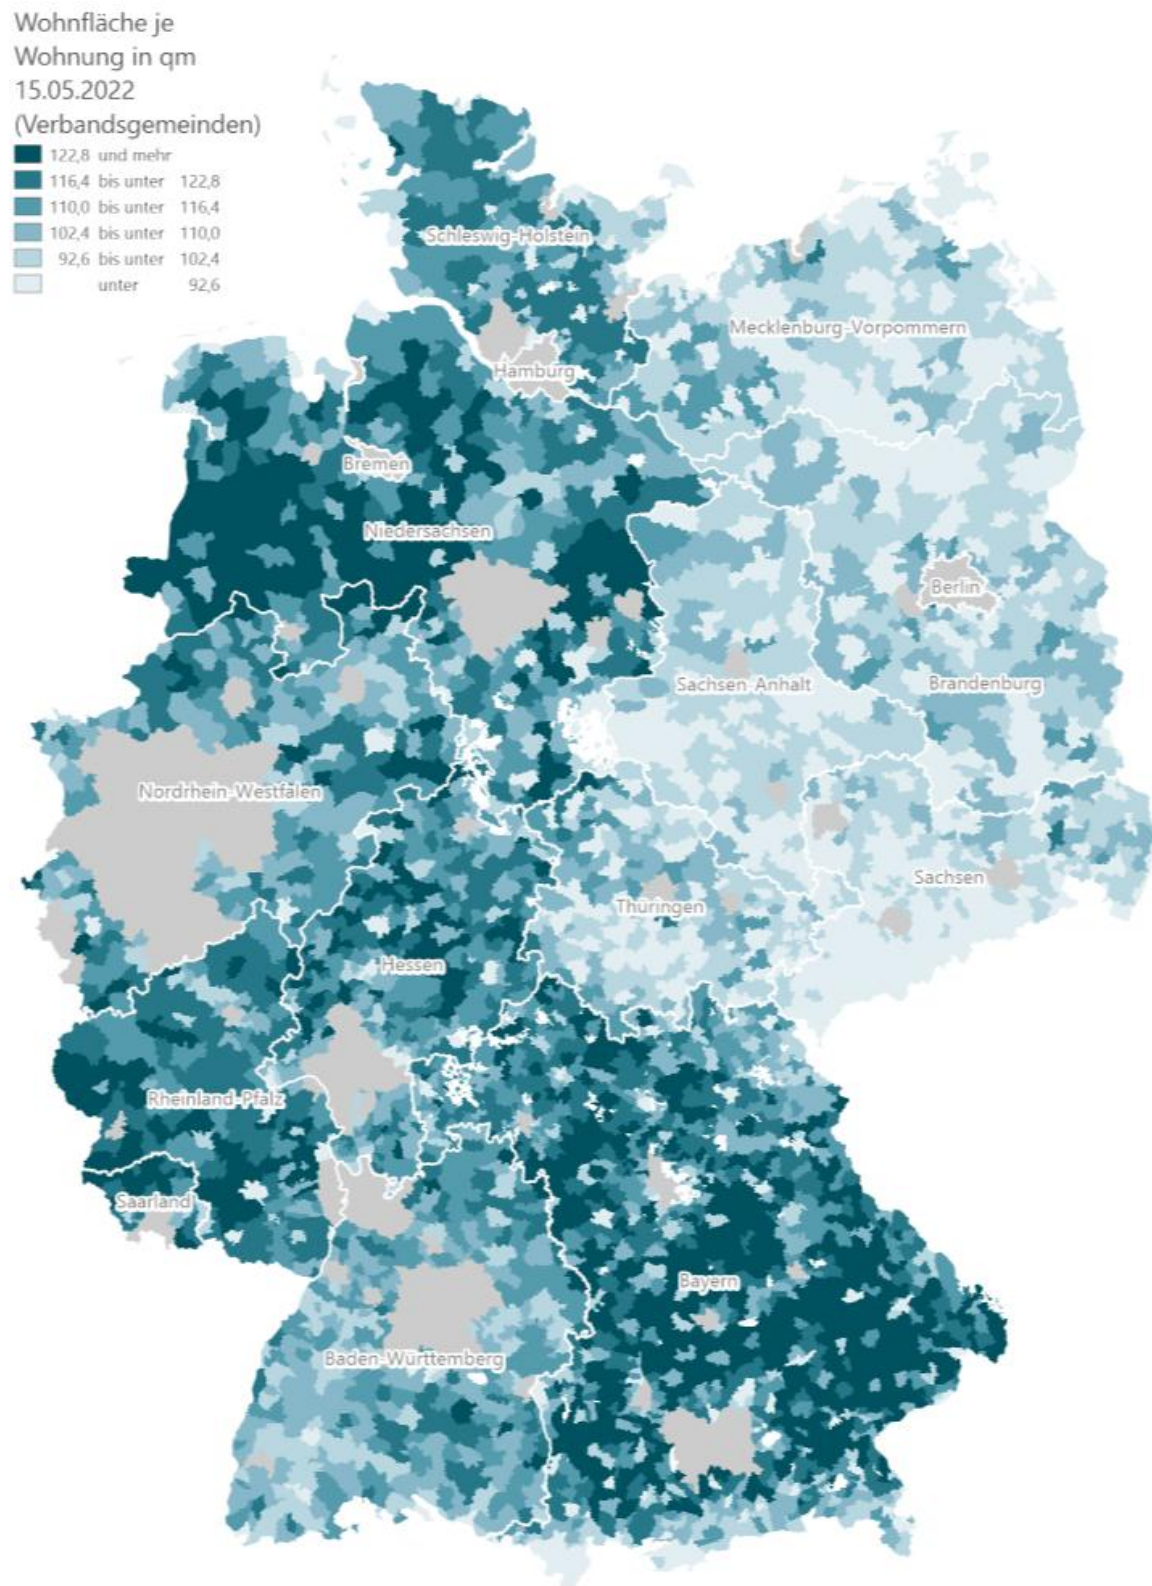 Wohnfläche je
Wohnung in qm
15.05.2022
(Verbandsgemeinden)
122,8 und mehr
116,4 bis unter 122,8
110,0 bis unter 116,4
102,4 bis unter 110,0
92,6 bis unter 102,4
unter 92,6
Schleswig-Holstein
Mecklenburg-Vorpommern
Hamburg
Bremen
Niedersachsen
Berlin
Sachsen-Anhalt
Brandenburg
Nordrhein-Westfalen
Sachsen
Thüringen
Hessen
Rheinland-Pfalz
Saarland
Bayern
Baden-Württemberg